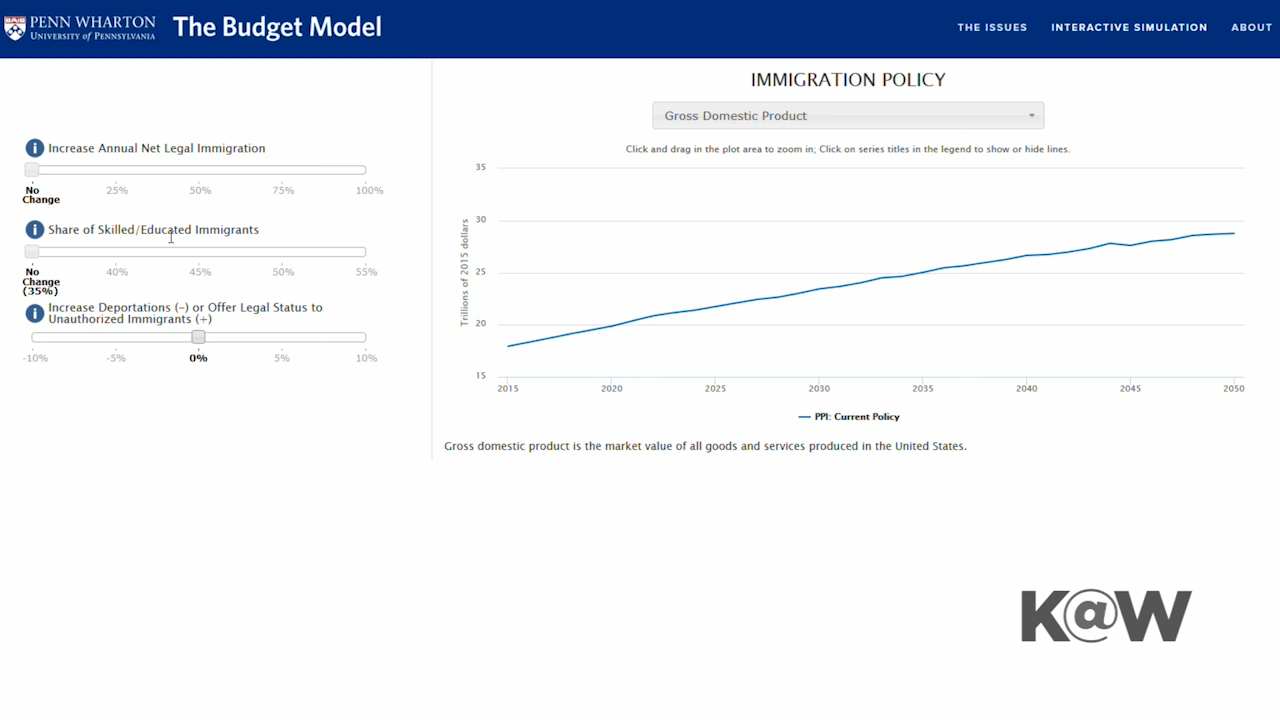 PENN WHARTON
UNIVERSITY of PENNSYLVANIA
The Budget Model
THE ISSUES
INTERACTIVE SIMULATION
ABOUT
i Increase Annual Net Legal Immigration
No Change 25% 50% 75% 100%
i Share of Skilled/Educated Immigrants
No Change (35%) 40% 45% 50% 55%
i Increase Deportations (-) or Offer Legal Status to
Unauthorized Immigrants (+)
-10% -5% 0% 5% 10%
IMMIGRATION POLICY
Gross Domestic Product
Click and drag in the plot area to zoom in; Click on series titles in the legend to show or hide lines.
Trillions of 2015 dollars
35
30
25
20
15
2015 2020 2025 2030 2035 2040 2045 2050
PPI: Current Policy
Gross domestic product is the market value of all goods and services produced in the United States.
K@W